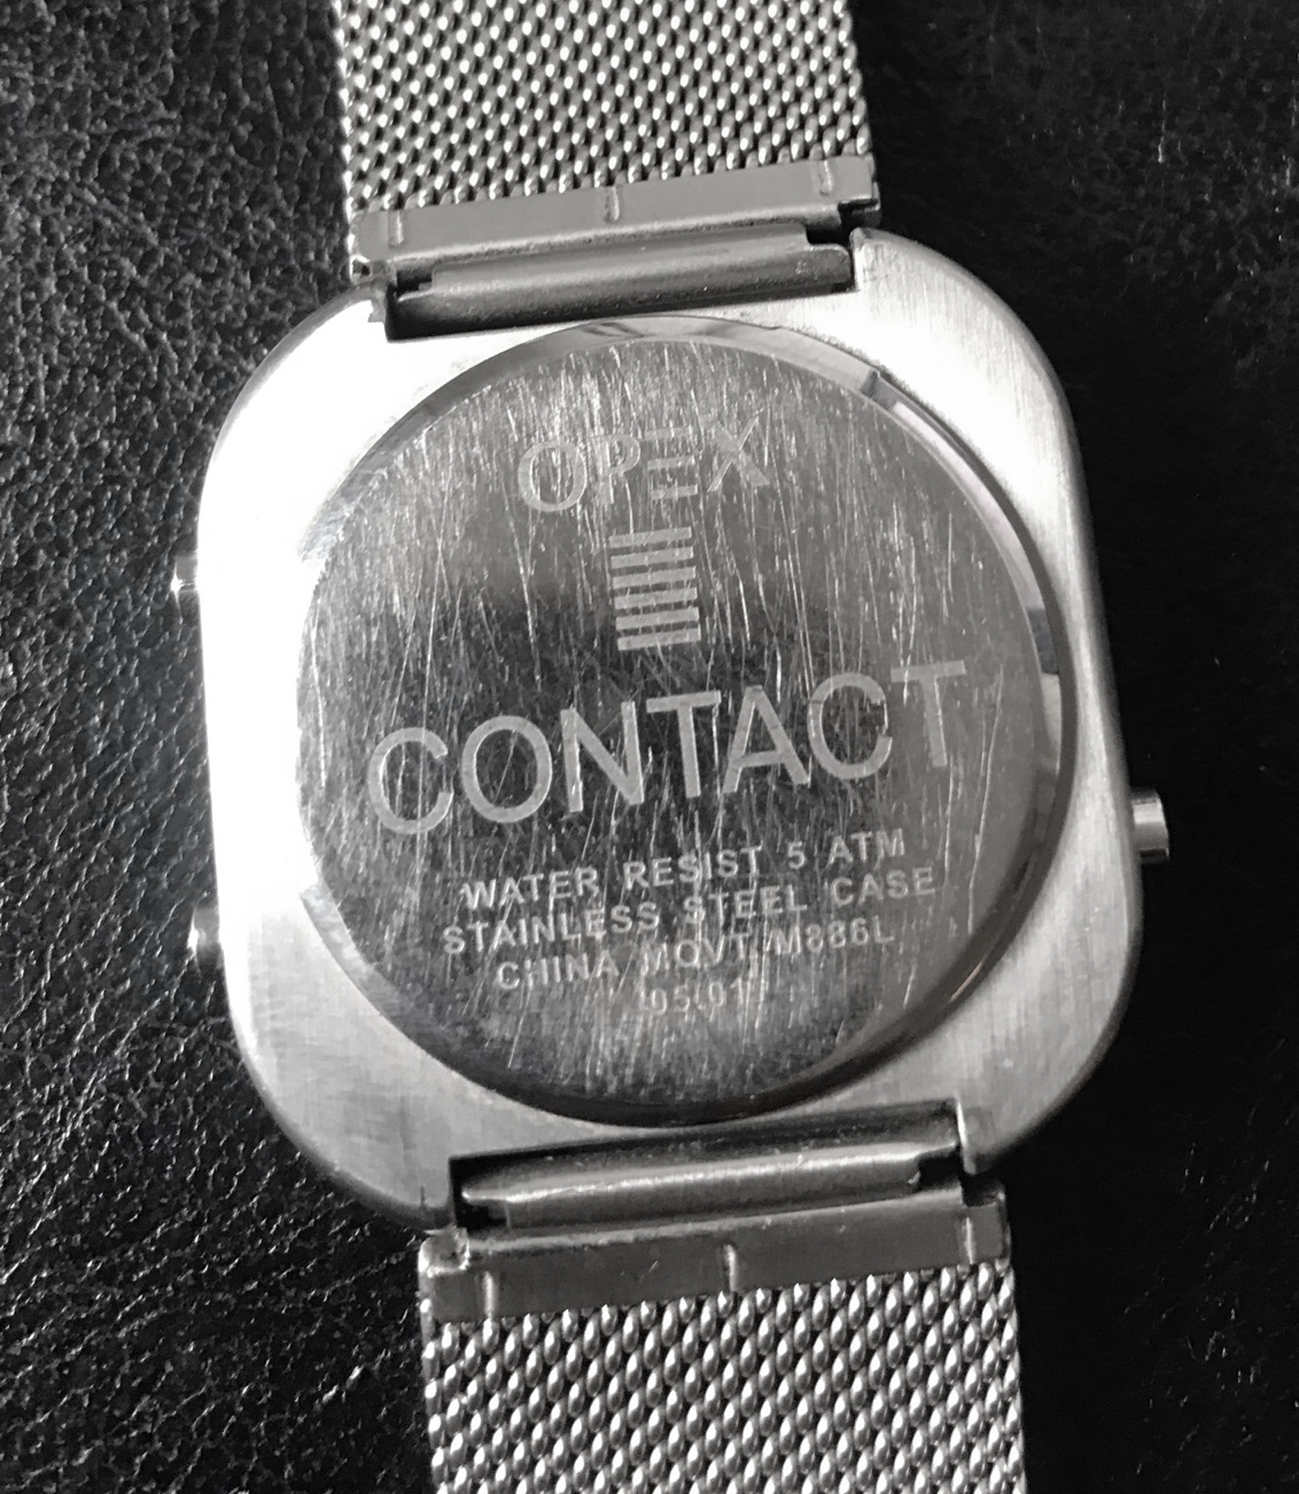 OPEX
CONTACT
WATER RESIST 5 ATM
STAINLESS STEEL CASE
CHINA MOVT M886L